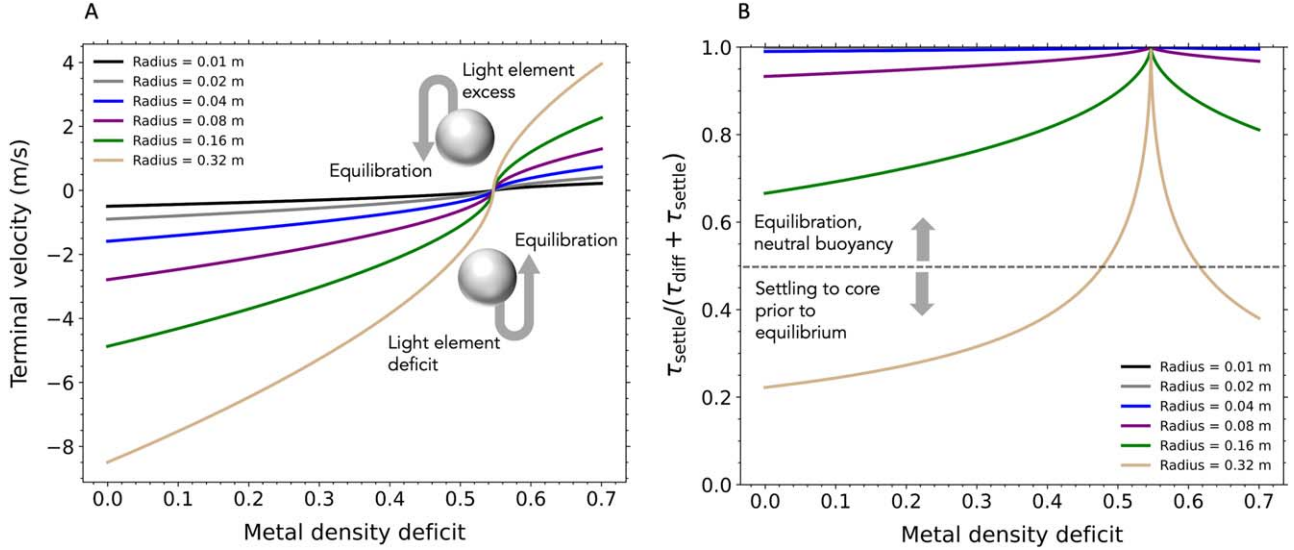 A
Terminal velocity (m/s)
4
2
0
−2
−4
−6
−8
Radius = 0.01 m
Radius = 0.02 m
Radius = 0.04 m
Radius = 0.08 m
Radius = 0.16 m
Radius = 0.32 m
Light element
excess
Equilibration
Equilibration
Light element
deficit
0.0 0.1 0.2 0.3 0.4 0.5 0.6 0.7
Metal density deficit
B
τsettle/(τdiff + τsettle)
1.0
0.8
0.6
0.4
0.2
0.0
Equilibration,
neutral buoyancy
Settling to core
prior to
equilibrium
Radius = 0.01 m
Radius = 0.02 m
Radius = 0.04 m
Radius = 0.08 m
Radius = 0.16 m
Radius = 0.32 m
0.0 0.1 0.2 0.3 0.4 0.5 0.6 0.7
Metal density deficit